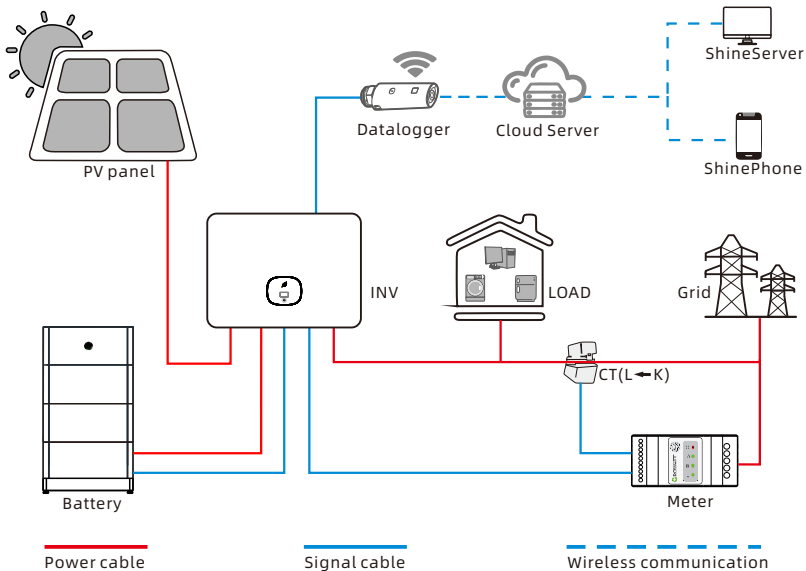 ShineServer
Datalogger
Cloud Server
ShinePhone
PV panel
INV
LOAD
Grid
CT(L K)
Battery
Meter
GROWATT
Power cable
Signal cable
Wireless communication